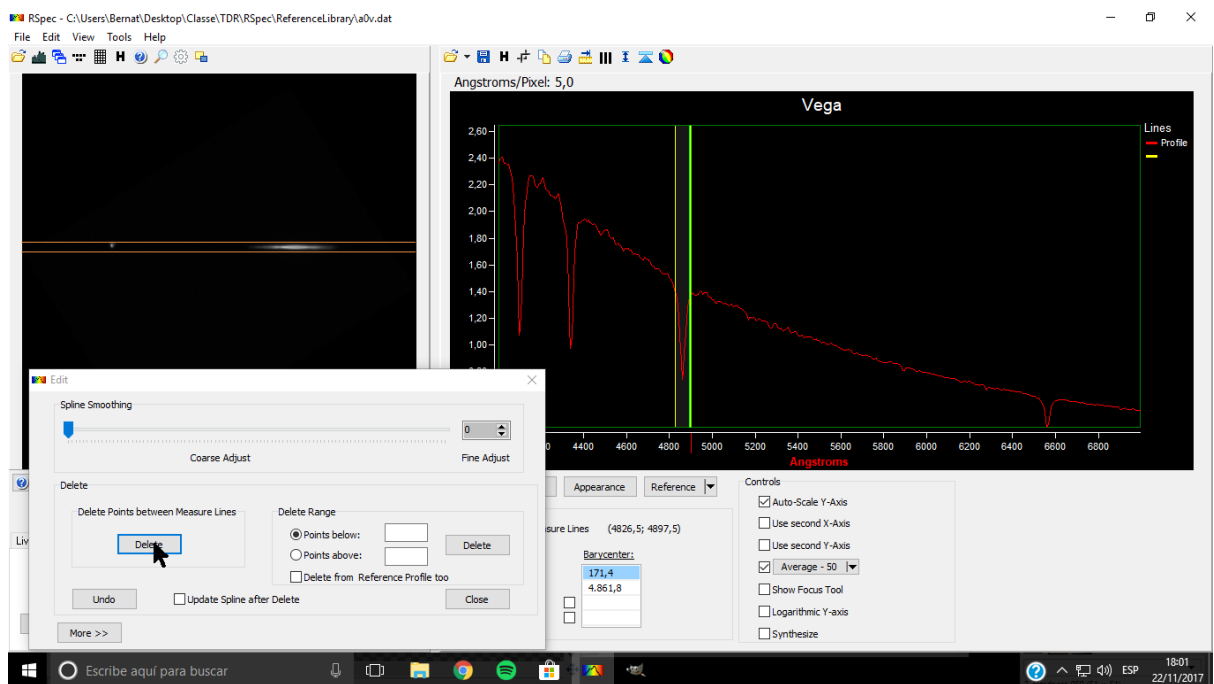 RSpec - C:\Users\Bernat\Desktop\Classe\TDR\RSpec\ReferenceLibrary\a0v.dat
File Edit View Tools Help
H
H
Angstroms/Pixel: 5,0
Vega
Lines
Profile
2,60
2,40
2,20
2,00
1,80
1,60
1,40
1,20
1,00
4400 4600 4800 5000 5200 5400 5600 5800 6000 6200 6400 6600 6800
Angstroms
Edit
Spline Smoothing
0
Coarse Adjust Fine Adjust
Delete
Delete Points between Measure Lines
Delete
Delete Range
Points below:
Points above:
Delete
Delete from Reference Profile too
Undo
Update Spline after Delete
Close
More >>
Liv
Appearance Reference
sure Lines (4826,5; 4897,5)
Barycenter:
171,4
4.861,8
Controls
Auto-Scale Y-Axis
Use second X-Axis
Use second Y-Axis
Average - 50
Show Focus Tool
Logarithmic Y-axis
Synthesize
Escribe aquí para buscar
ESP
18:01
22/11/2017